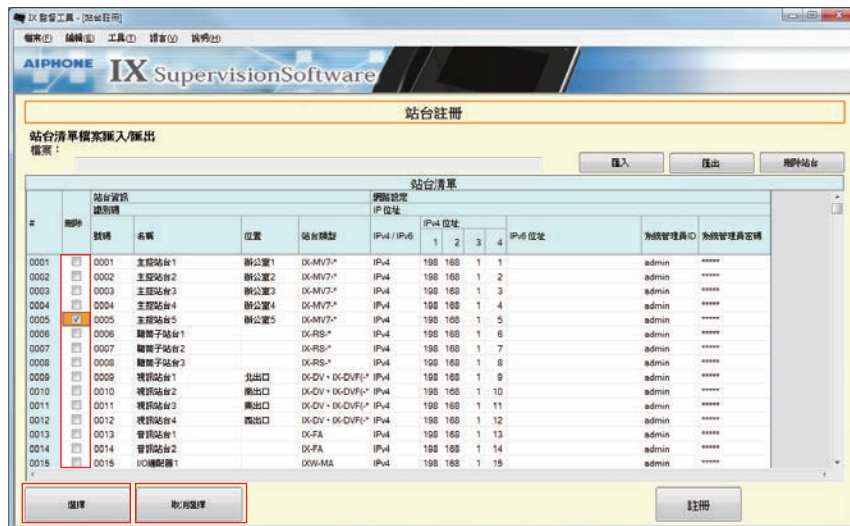 IX 監督工具 - [站台註冊]
檔案(F) 編輯(E) 工具(T) 語言(V) 說明(H)
AIPHONE IX SupervisionSoftware
站台註冊
站台清單檔案匯入/匯出
檔案：
匯入 匯出 刪除站台
站台清單
站台資訊 網路設定
識別碼 IP 位址
# 刪除 號碼 名稱 位置 站台類型 IPv4 / IPv6 IPv4 位址 1 2 3 4 IPv6 位址 系統管理員ID 系統管理員密碼
0001 0001 主控站台1 辦公室1 IX-MV7-* IPv4 198 168 1 1 admin *****
0002 0002 主控站台2 辦公室2 IX-MV7-* IPv4 198 168 1 2 admin *****
0003 0003 主控站台3 辦公室3 IX-MV7-* IPv4 198 168 1 3 admin *****
0004 0004 主控站台4 辦公室4 IX-MV7-* IPv4 198 168 1 4 admin *****
0005 0005 主控站台5 辦公室5 IX-MV7-* IPv4 198 168 1 5 admin *****
0006 0006 聽筒子站台1 IX-RS-* IPv4 198 168 1 6 admin *****
0007 0007 聽筒子站台2 IX-RS-* IPv4 198 168 1 7 admin *****
0008 0008 聽筒子站台3 IX-RS-* IPv4 198 168 1 8 admin *****
0009 0009 視訊站台1 北出口 IX-DV、IX-DVF(-* IPv4 198 168 1 9 admin *****
0010 0010 視訊站台2 南出口 IX-DV、IX-DVF(-* IPv4 198 168 1 10 admin *****
0011 0011 視訊站台3 東出口 IX-DV、IX-DVF(-* IPv4 198 168 1 11 admin *****
0012 0012 視訊站台4 西出口 IX-DV、IX-DVF(-* IPv4 198 168 1 12 admin *****
0013 0013 音訊站台1 IX-FA IPv4 198 168 1 13 admin *****
0014 0014 音訊站台2 IX-FA IPv4 198 168 1 14 admin *****
0015 0015 I/O適配器1 IXW-MA IPv4 198 168 1 15 admin *****
選擇 取消選擇 註冊